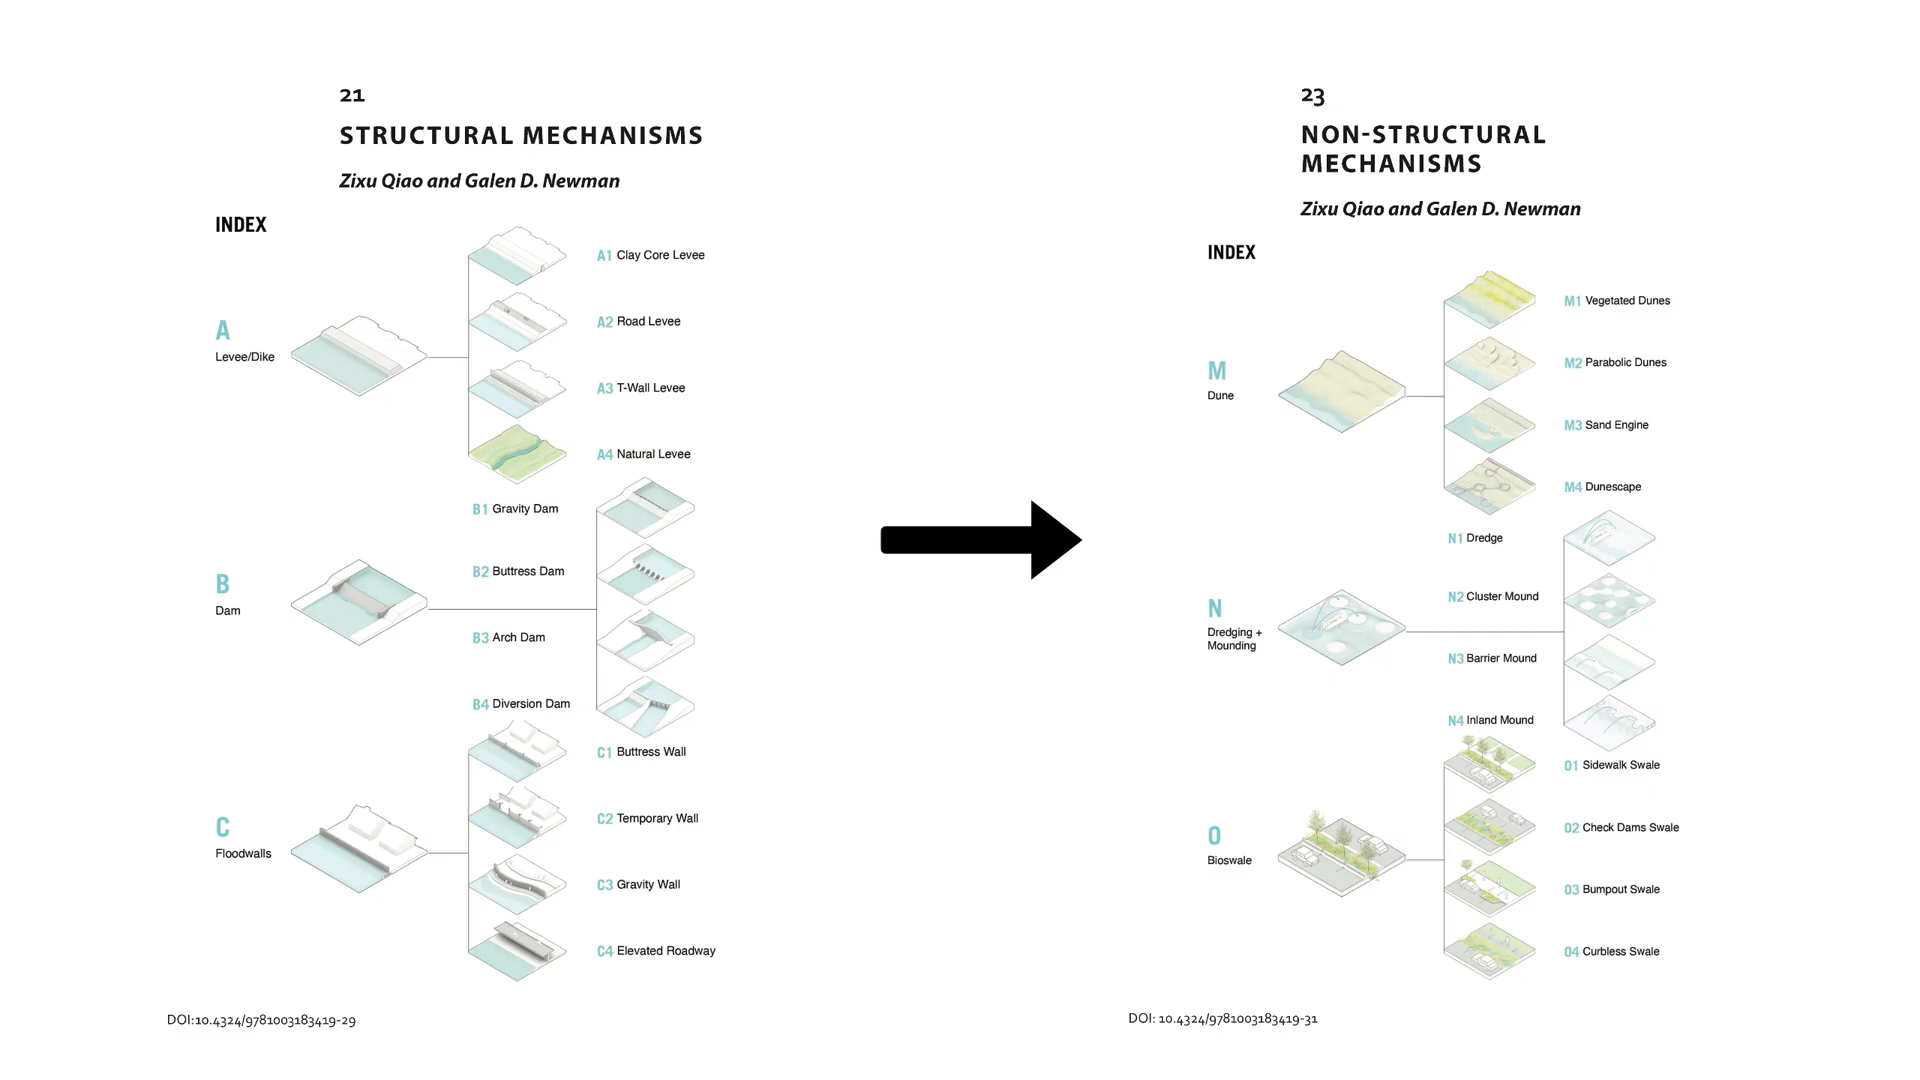 21
STRUCTURAL MECHANISMS
Zixu Qiao and Galen D. Newman
INDEX
A
Levee/Dike
A1 Clay Core Levee
A2 Road Levee
A3 T-Wall Levee
A4 Natural Levee
B
Dam
B1 Gravity Dam
B2 Buttress Dam
B3 Arch Dam
B4 Diversion Dam
C
Floodwalls
C1 Buttress Wall
C2 Temporary Wall
C3 Gravity Wall
C4 Elevated Roadway
DOI:10.4324/9781003183419-29
23
NON-STRUCTURAL
MECHANISMS
Zixu Qiao and Galen D. Newman
INDEX
M
Dune
M1 Vegetated Dunes
M2 Parabolic Dunes
M3 Sand Engine
M4 Dunescape
N
Dredging +
Mounding
N1 Dredge
N2 Cluster Mound
N3 Barrier Mound
N4 Inland Mound
O
Bioswale
O1 Sidewalk Swale
O2 Check Dams Swale
O3 Bumpout Swale
O4 Curbless Swale
DOI: 10.4324/9781003183419-31